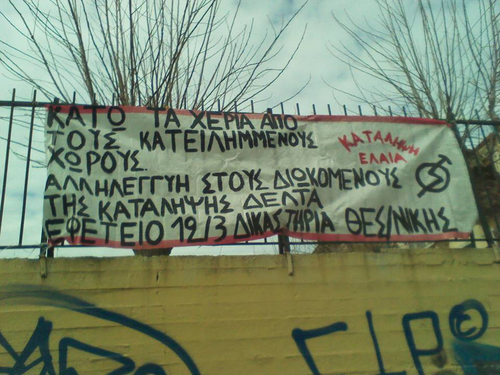 ΚΑΤΩ ΤΑ ΧΕΡΙΑ ΑΠΟ
ΤΟΥΣ ΚΑΤΕΙΛΗΜΜΕΝΟΥΣ
ΧΩΡΟΥΣ.
ΚΑΤΑΛΗΨΗ
ΕΛΑΙΑ
ΑΛΛΗΛΕΓΓΥΗ ΣΤΟΥΣ ΔΙΩΚΟΜΕΝΟΥΣ
ΤΗΣ ΚΑΤΑΛΗΨΗΣ ΔΕΛΤΑ
ΕΦΕΤΕΙΟ 19/3 ΔΙΚΑΣΤΗΡΙΑ ΘΕΣ/ΝΙΚΗΣ